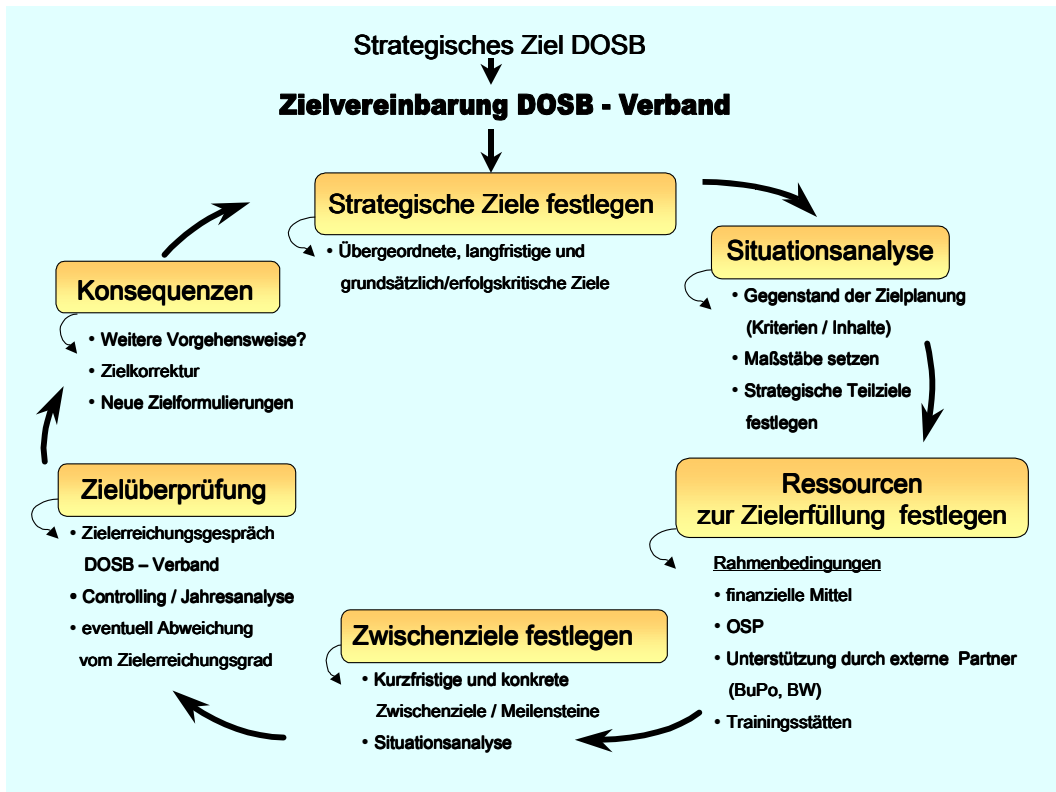 Strategisches Ziel DOSB
Zielvereinbarung DOSB - Verband
Strategische Ziele festlegen
• Übergeordnete, langfristige und
grundsätzlich/erfolgskritische Ziele
Situationsanalyse
• Gegenstand der Zielplanung
(Kriterien / Inhalte)
• Maßstäbe setzen
• Strategische Teilziele
festlegen
Ressourcen
zur Zielerfüllung festlegen
Rahmenbedingungen
• finanzielle Mittel
• OSP
• Unterstützung durch externe Partner
(BuPo, BW)
• Trainingsstätten
Zwischenziele festlegen
• Kurzfristige und konkrete
Zwischenziele / Meilensteine
• Situationsanalyse
Zielüberprüfung
• Zielerreichungsgespräch
DOSB – Verband
• Controlling / Jahresanalyse
• eventuell Abweichung
vom Zielerreichungsgrad
Konsequenzen
• Weitere Vorgehensweise?
• Zielkorrektur
• Neue Zielformulierungen